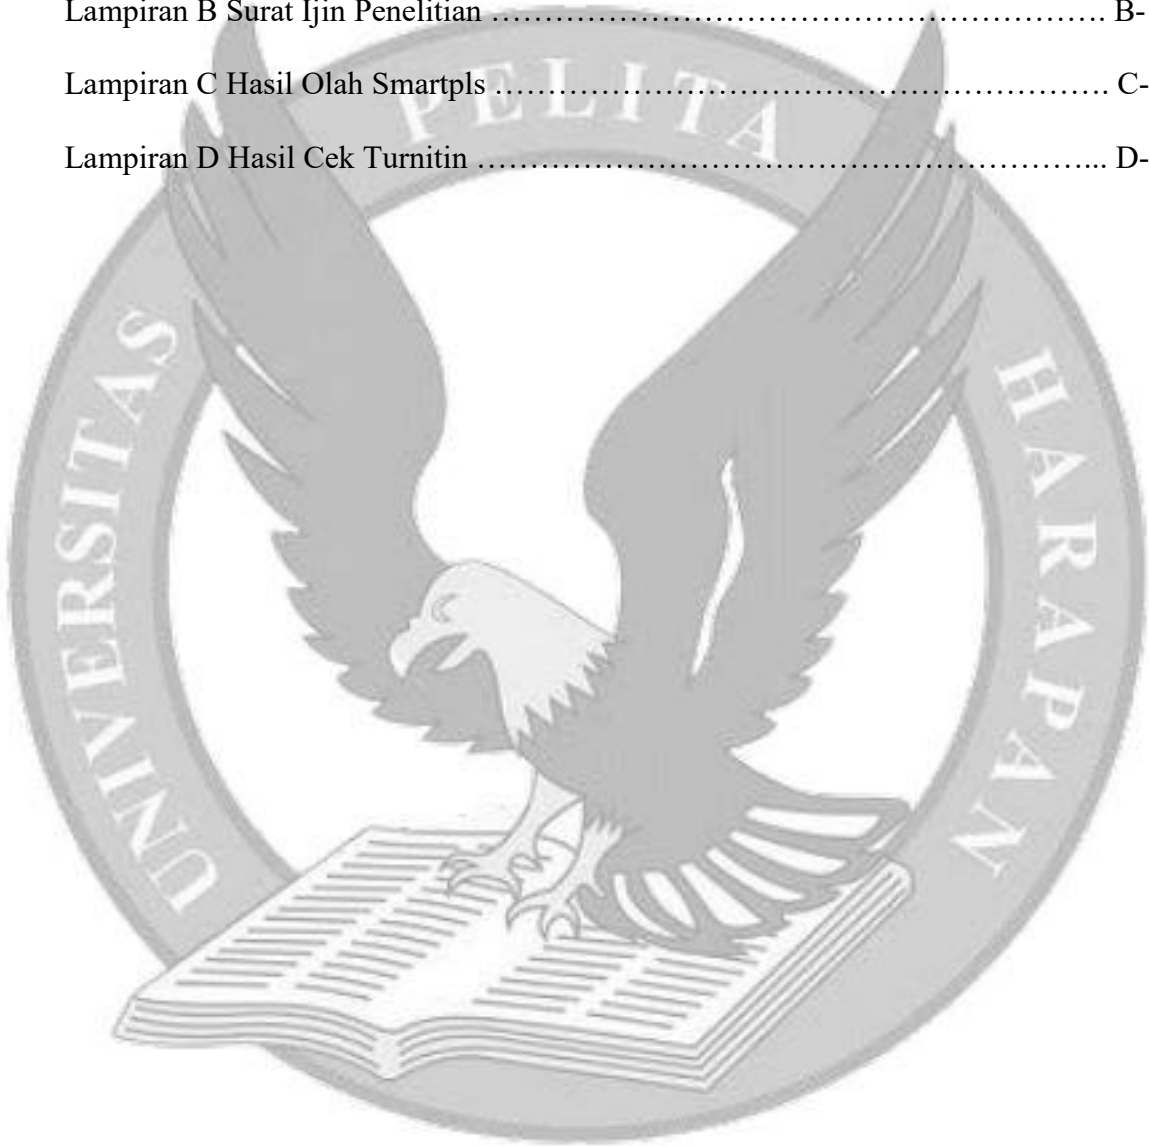 Lampiran B Surat Ijin Penelitian ……………………………………………………. B-
Lampiran C Hasil Olah Smartpls ……………………………………………………. C-
Lampiran D Hasil Cek Turnitin …………………………………………………….... D-
UNIVERSITAS PELITA HARAPAN